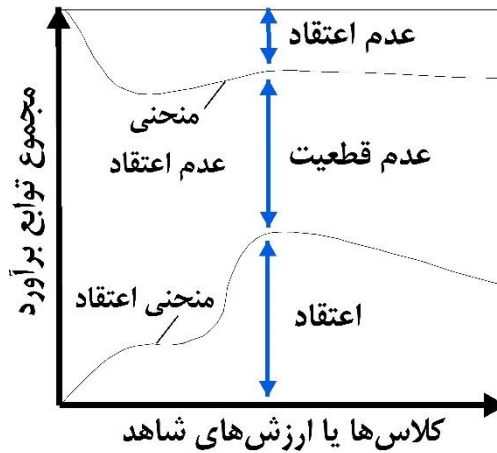 عدم اعتقاد
منحنی
عدم اعتقاد
عدم قطعیت
منحنی اعتقاد
اعتقاد
مجموع توابع برآورد
کلاس‌ها یا ارزش‌های شاهد